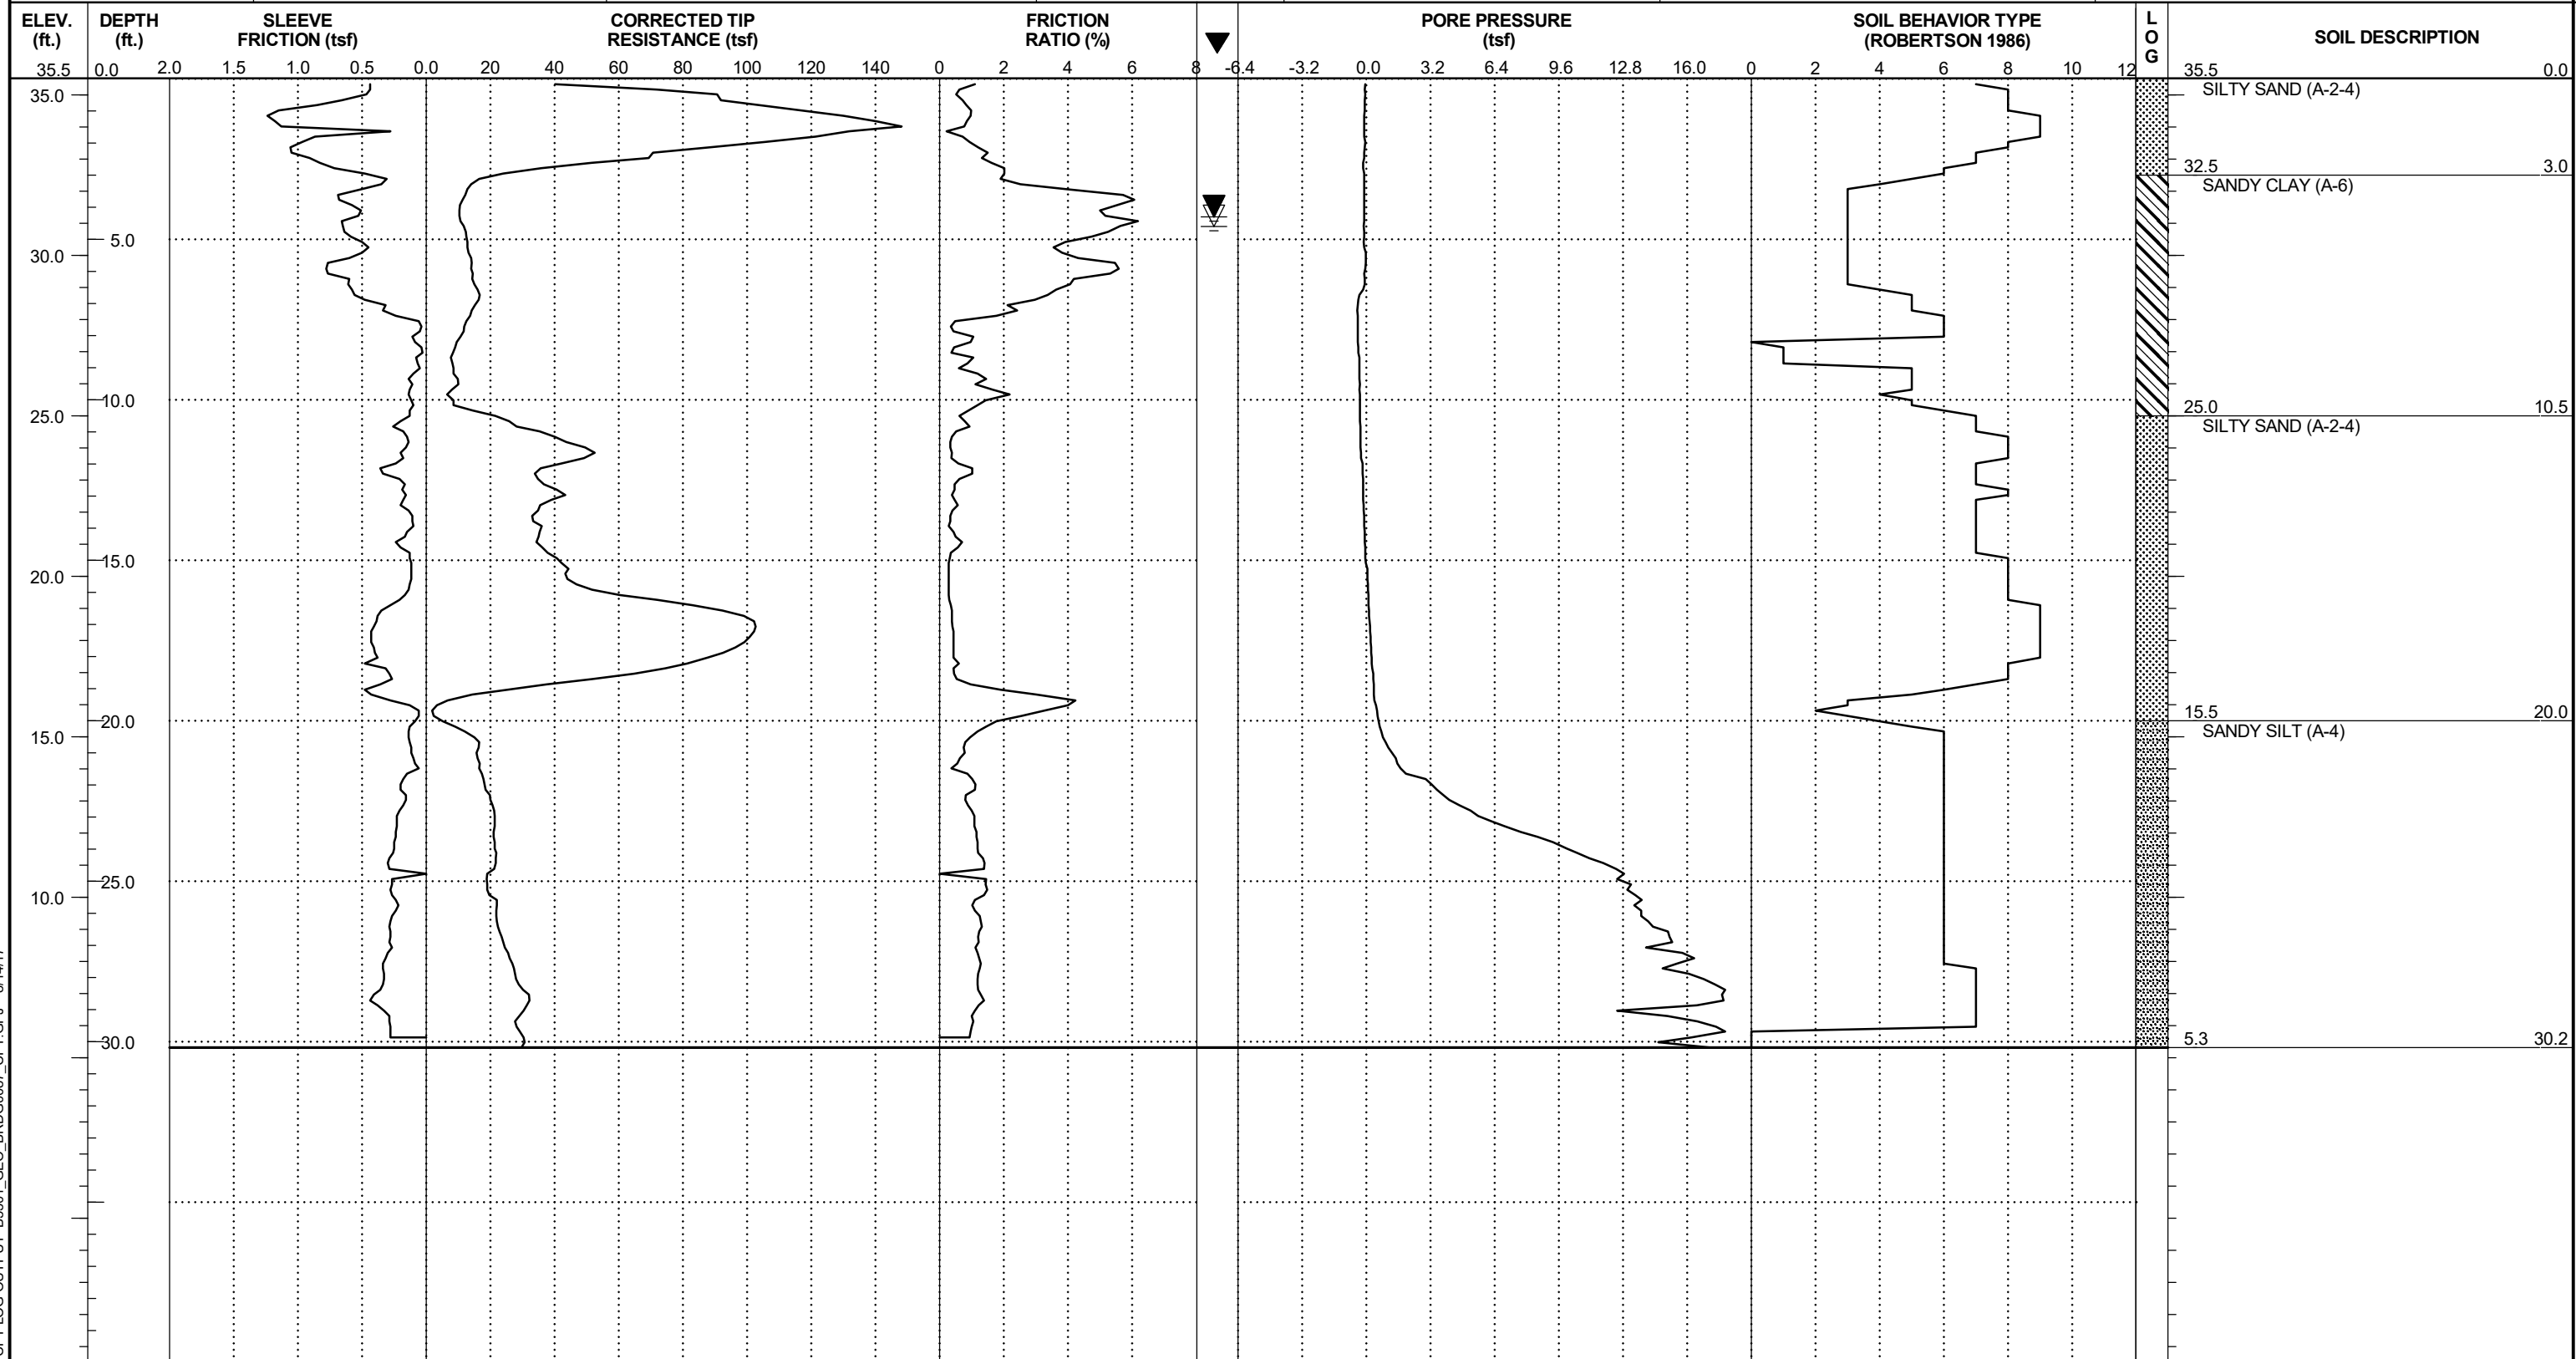 ELEV.
(ft.)
35.5
DEPTH
(ft.)
0.0
SLEEVE
FRICTION (tsf)
2.0 1.5 1.0 0.5 0.0
CORRECTED TIP
RESISTANCE (tsf)
20 40 60 80 100 120 140
FRICTION
RATIO (%)
0 2 4 6 8
PORE PRESSURE
(tsf)
-6.4 -3.2 0.0 3.2 6.4 9.6 12.8 16.0
SOIL BEHAVIOR TYPE
(ROBERTSON 1986)
0 2 4 6 8 10 12
L
O
G
SOIL DESCRIPTION
35.5 0.0
SILTY SAND (A-2-4)
35.0
32.5 3.0
SANDY CLAY (A-6)
5.0
30.0
10.0
25.0
25.0 10.5
SILTY SAND (A-2-4)
15.0
20.0
20.0
15.5 20.0
SANDY SILT (A-4)
15.0
25.0
10.0
30.0
5.3 30.2